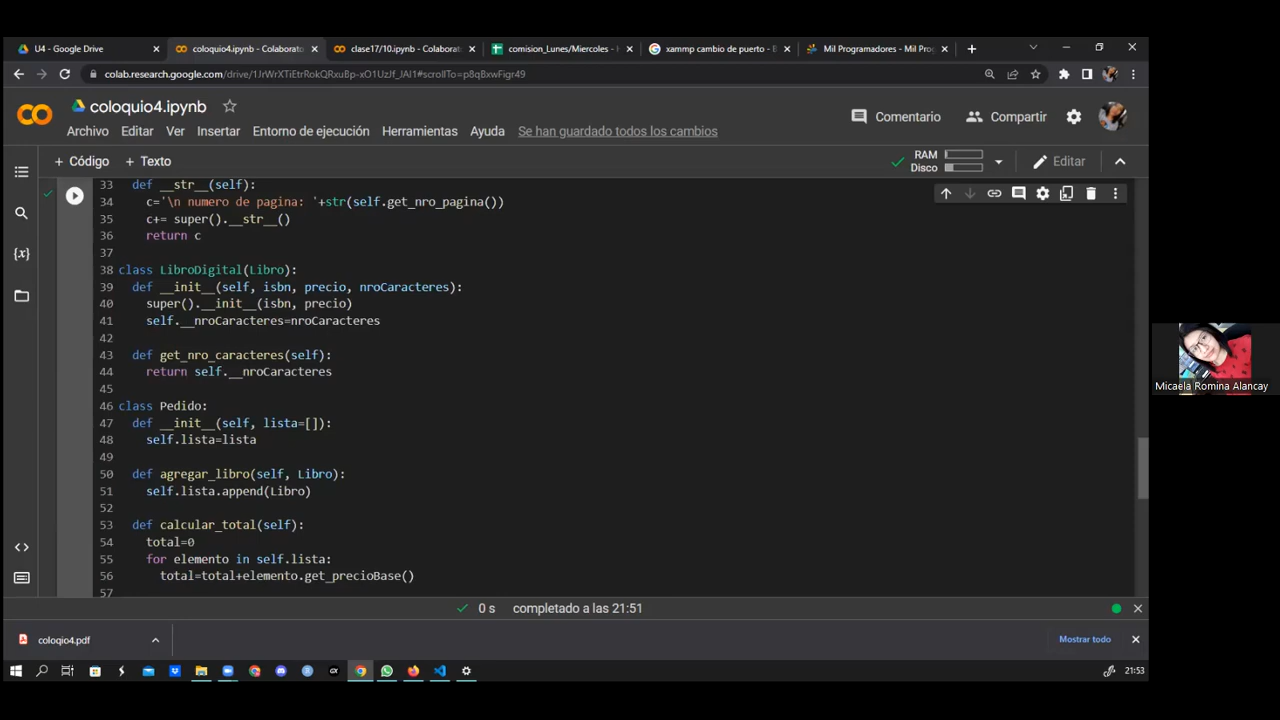 U4 - Google Drive
coloquio4.ipynb - Colaborato
clase17/10.ipynb - Colaborato
comision_Lunes/Miercoles -
xammp cambio de puerto - B
Mil Programadores - Mil Pro
colab.research.google.com/drive/1JrWrXTiEtrRokQRxuBp-xO1UzJf_JAI1#scrollTo=p8qBxwFigr49
coloquio4.ipynb
Comentario
Compartir
Archivo Editar Ver Insertar Entorno de ejecución Herramientas Ayuda Se han guardado todos los cambios
+ Código + Texto
RAM
Disco
Editar
33 def __str__(self):
34 c='\n numero de pagina: '+str(self.get_nro_pagina())
35 c+= super().__str__()
36 return c
37
38 class LibroDigital(Libro):
39 def __init__(self, isbn, precio, nroCaracteres):
40 super().__init__(isbn, precio)
41 self.__nroCaracteres=nroCaracteres
42
43 def get_nro_caracteres(self):
44 return self.__nroCaracteres
45
46 class Pedido:
47 def __init__(self, lista=[]):
48 self.lista=lista
49
50 def agregar_libro(self, Libro):
51 self.lista.append(Libro)
52
53 def calcular_total(self):
54 total=0
55 for elemento in self.lista:
56 total=total+elemento.get_precioBase()
57
0 s completado a las 21:51
coloqio4.pdf
Mostrar todo
21:53
Micaela Romina Alancay